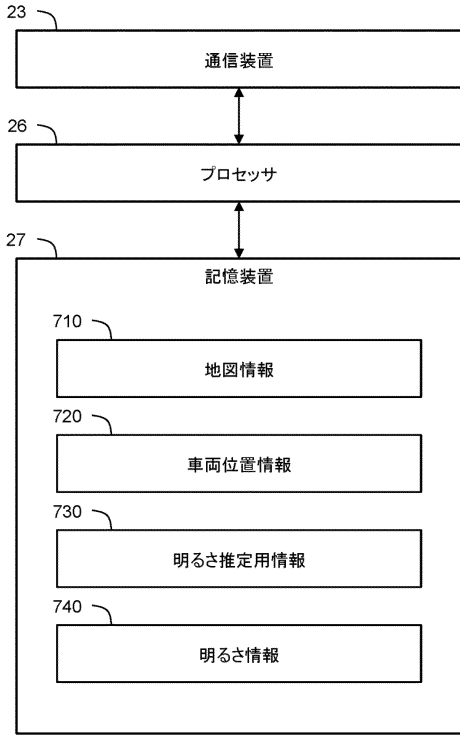 23
通信装置
26
プロセッサ
27
記憶装置
710
地図情報
720
車両位置情報
730
明るさ推定用情報
740
明るさ情報